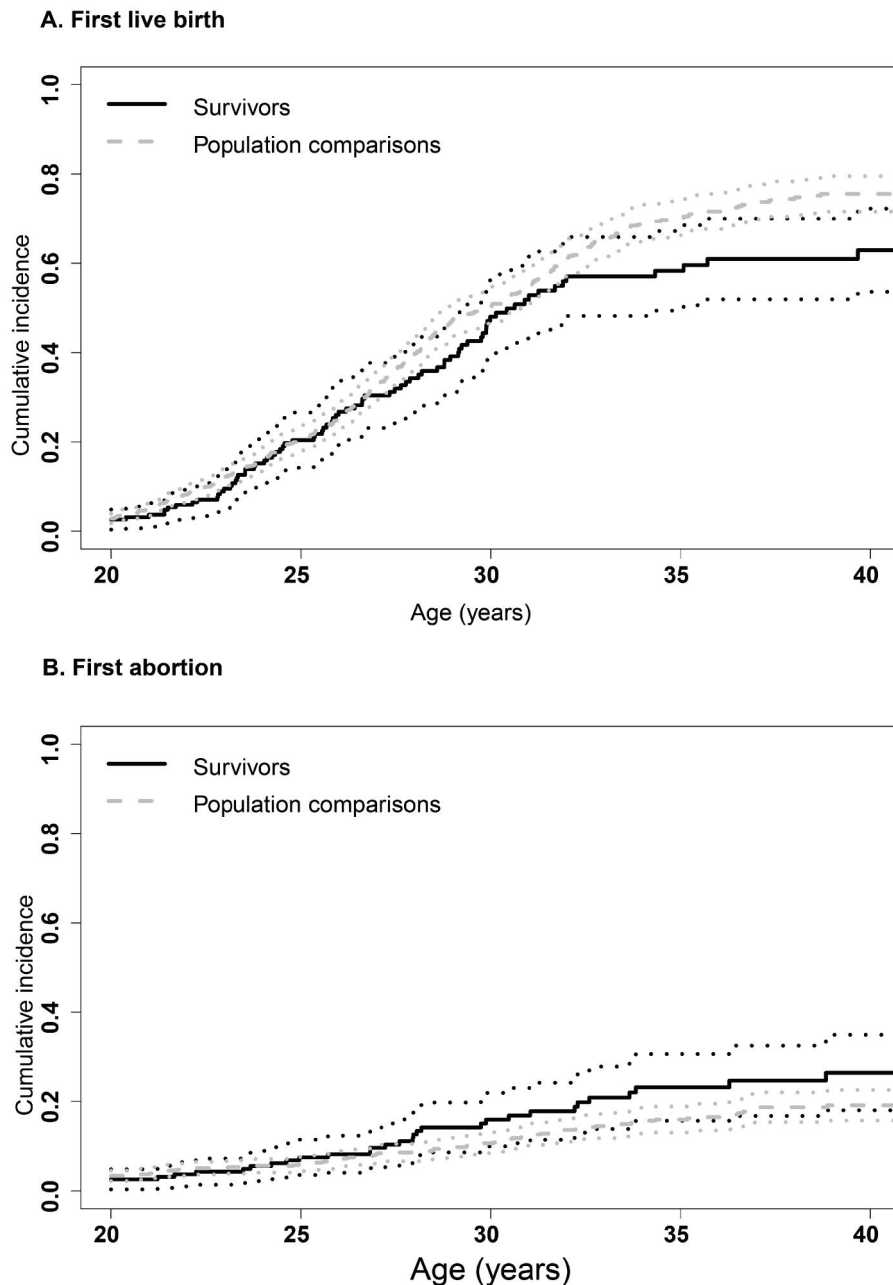 A. First live birth
1.0
Survivors
Population comparisons
0.8
0.6
0.4
0.2
0.0
Cumulative incidence
20 25 30 35 40
Age (years)
B. First abortion
1.0
Survivors
Population comparisons
0.8
0.6
0.4
0.2
0.0
Cumulative incidence
20 25 30 35 40
Age (years)